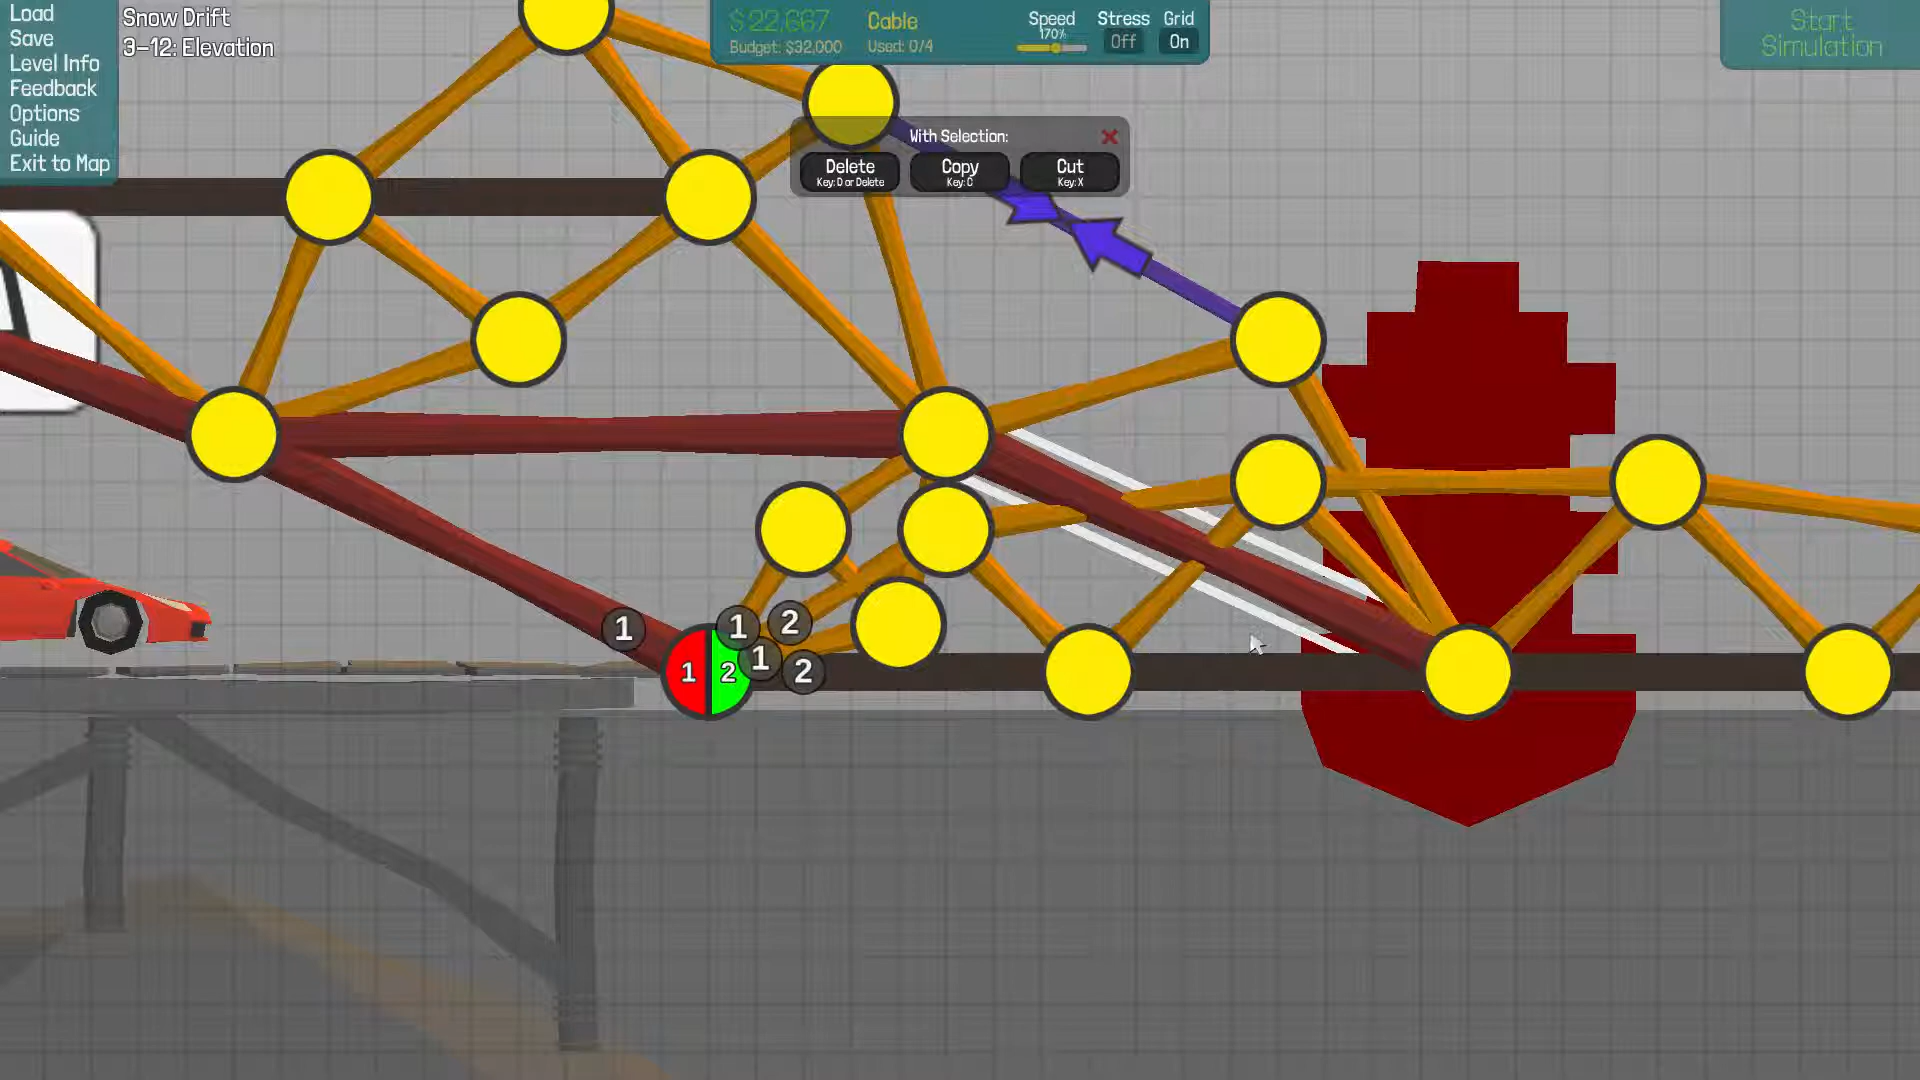 Load
Save
Level Info
Feedback
Options
Guide
Exit to Map
Snow Drift
3-12: Elevation
$22,667
Budget: $32,000
Cable
Used: 0/4
Speed
170%
Stress
Off
Grid
On
Start
Simulation
With Selection:
Delete
Key: D or Delete
Copy
Key: C
Cut
Key: X
1
1
2
1
2
1
2